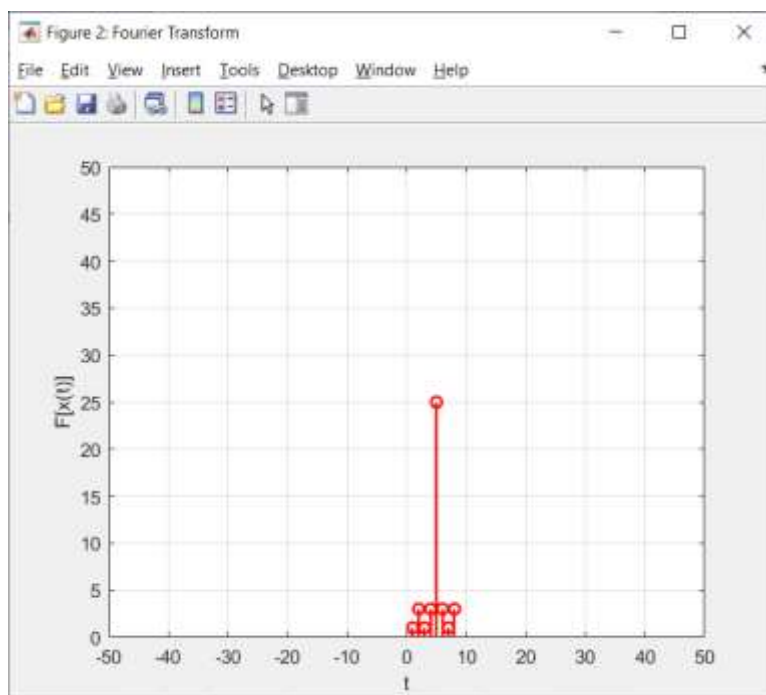 Figure 2: Fourier Transform
File Edit View Insert Tools Desktop Window Help
50
45
40
35
30
25
20
15
10
5
0
F[x(t)]
-50 -40 -30 -20 -10 0 10 20 30 40 50
t